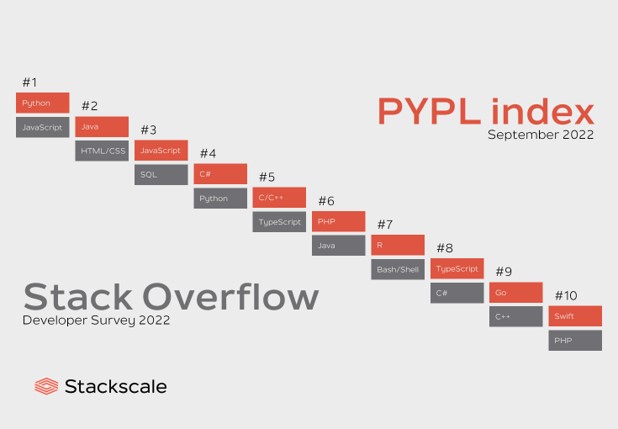 #1
Python
JavaScript
#2
Java
HTML/CSS
#3
JavaScript
SQL
#4
C#
Python
#5
C/C++
TypeScript
#6
PHP
Java
#7
R
Bash/Shell
#8
TypeScript
C#
#9
Go
C++
#10
Swift
PHP
PYPL index
September 2022
Stack Overflow
Developer Survey 2022
Stackscale